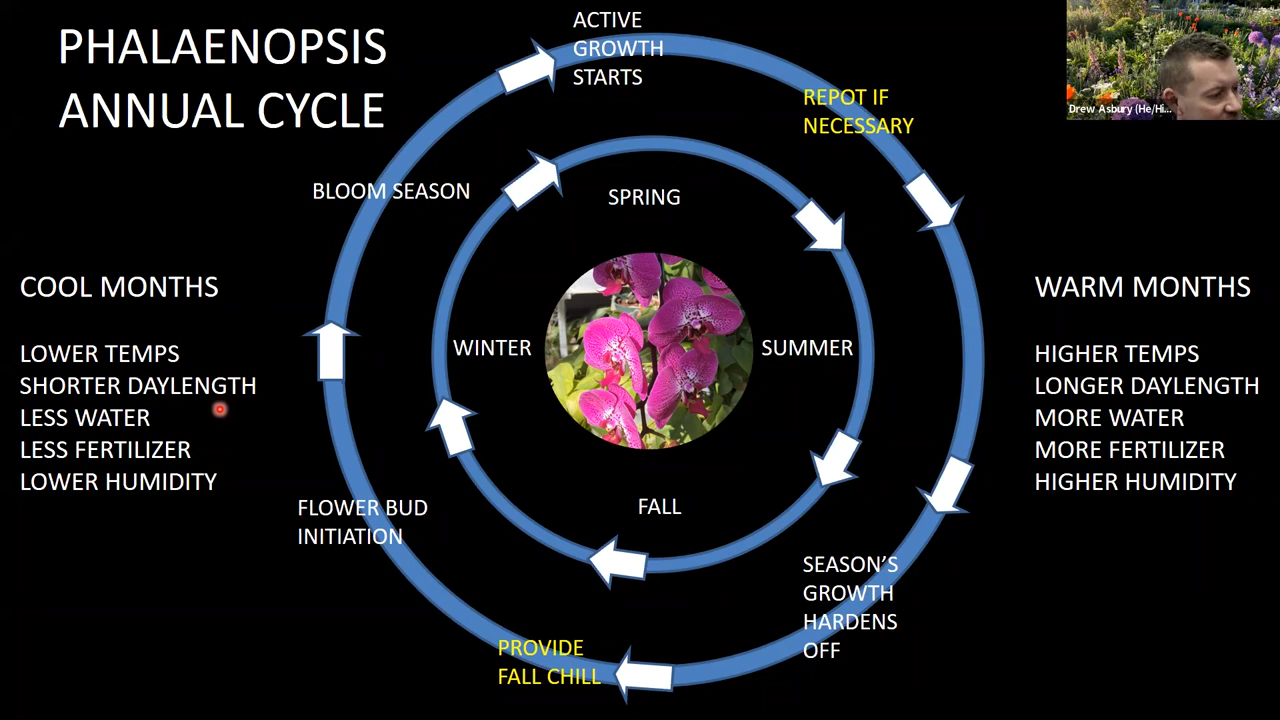 PHALAENOPSIS
ANNUAL CYCLE
ACTIVE
GROWTH
STARTS
REPOT IF
NECESSARY
Drew Asbury (He/Hi...
BLOOM SEASON
SPRING
COOL MONTHS
LOWER TEMPS
SHORTER DAYLENGTH
LESS WATER
LESS FERTILIZER
LOWER HUMIDITY
WINTER
SUMMER
WARM MONTHS
HIGHER TEMPS
LONGER DAYLENGTH
MORE WATER
MORE FERTILIZER
HIGHER HUMIDITY
FLOWER BUD
INITIATION
FALL
SEASON'S
GROWTH
HARDENS
OFF
PROVIDE
FALL CHILL